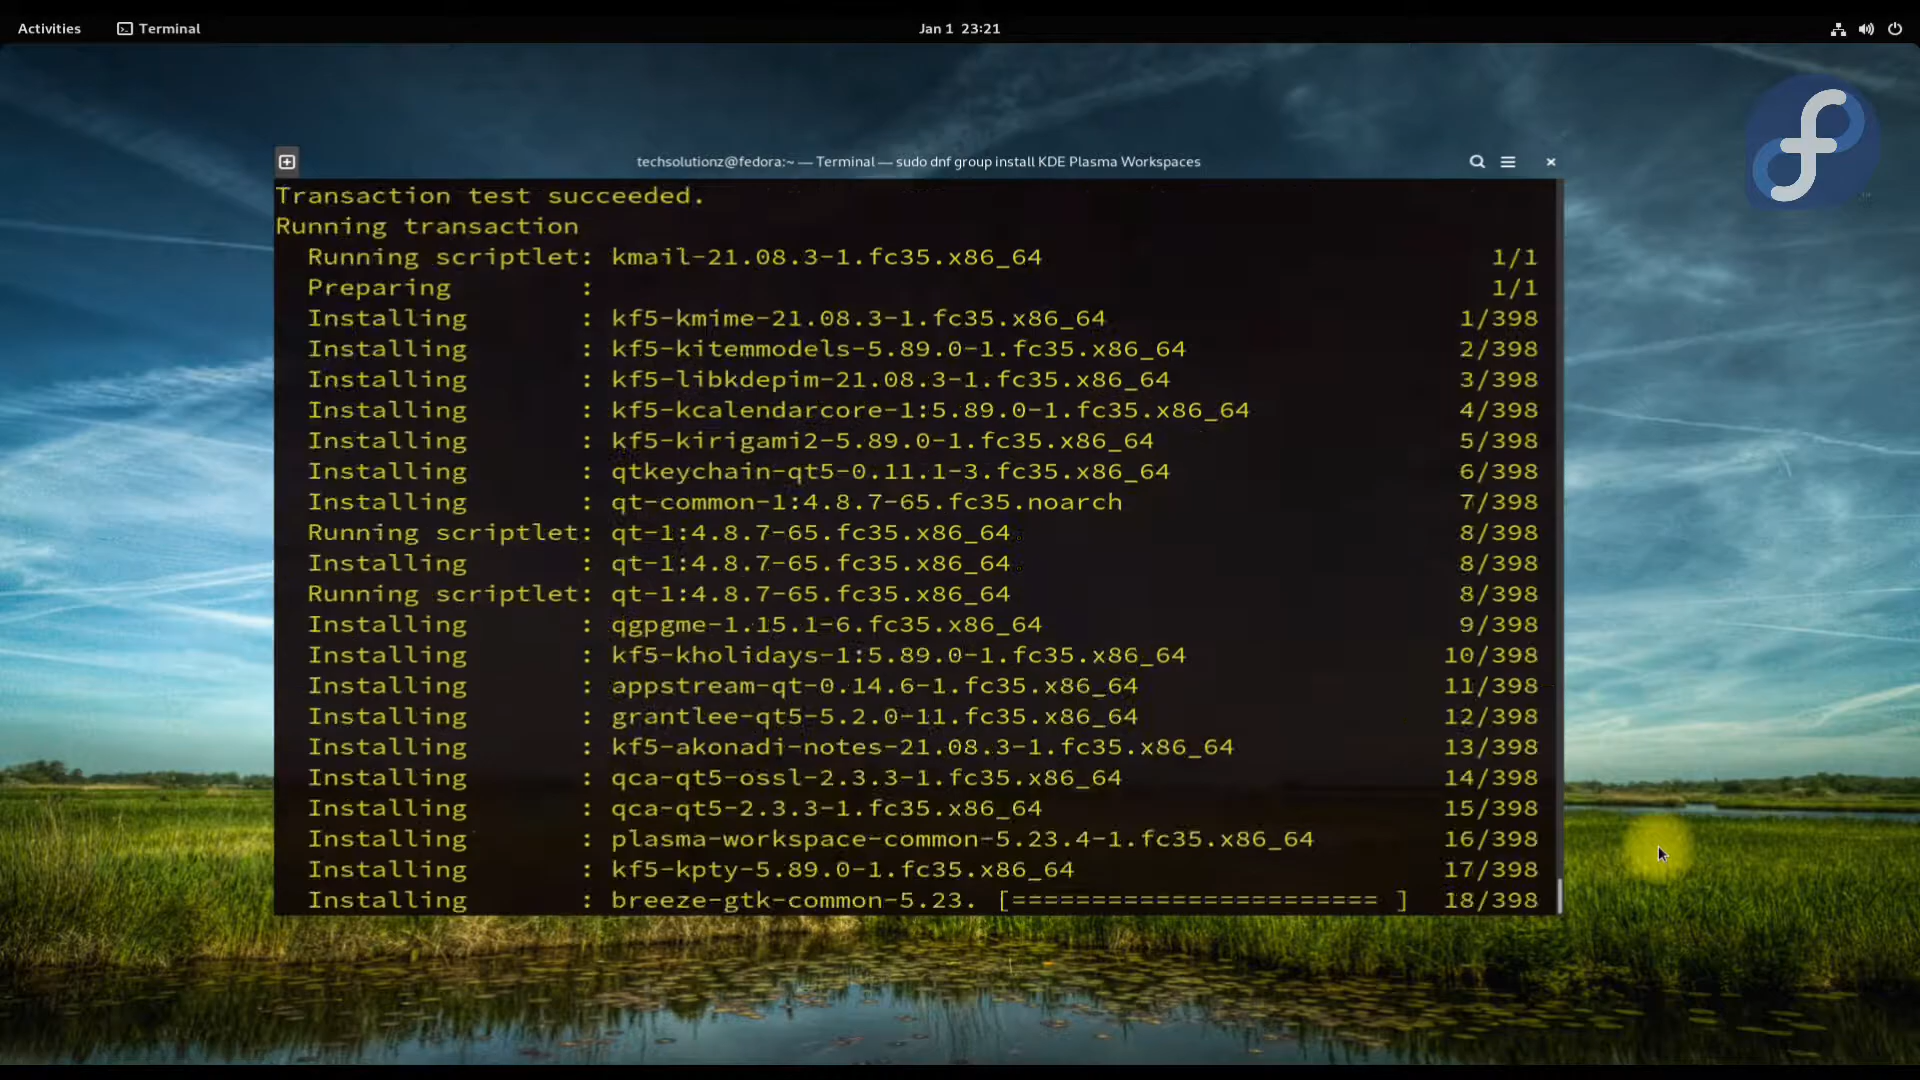 Activities Terminal Jan 1 23:21
techsolutionz@fedora:~ — Terminal — sudo dnf group install KDE Plasma Workspaces
Transaction test succeeded.
Running transaction
Running scriptlet: kmail-21.08.3-1.fc35.x86_64 1/1
Preparing : 1/1
Installing : kf5-kmime-21.08.3-1.fc35.x86_64 1/398
Installing : kf5-kitemmodels-5.89.0-1.fc35.x86_64 2/398
Installing : kf5-libkdepim-21.08.3-1.fc35.x86_64 3/398
Installing : kf5-kcalendarcore-1:5.89.0-1.fc35.x86_64 4/398
Installing : kf5-kirigami2-5.89.0-1.fc35.x86_64 5/398
Installing : qtkeychain-qt5-0.11.1-3.fc35.x86_64 6/398
Installing : qt-common-1:4.8.7-65.fc35.noarch 7/398
Running scriptlet: qt-1:4.8.7-65.fc35.x86_64 8/398
Installing : qt-1:4.8.7-65.fc35.x86_64 8/398
Running scriptlet: qt-1:4.8.7-65.fc35.x86_64 8/398
Installing : qgpgme-1.15.1-6.fc35.x86_64 9/398
Installing : kf5-kholidays-1:5.89.0-1.fc35.x86_64 10/398
Installing : appstream-qt-0.14.6-1.fc35.x86_64 11/398
Installing : grantlee-qt5-5.2.0-11.fc35.x86_64 12/398
Installing : kf5-akonadi-notes-21.08.3-1.fc35.x86_64 13/398
Installing : qca-qt5-ossl-2.3.3-1.fc35.x86_64 14/398
Installing : qca-qt5-2.3.3-1.fc35.x86_64 15/398
Installing : plasma-workspace-common-5.23.4-1.fc35.x86_64 16/398
Installing : kf5-kpty-5.89.0-1.fc35.x86_64 17/398
Installing : breeze-gtk-common-5.23. [======================= ] 18/398